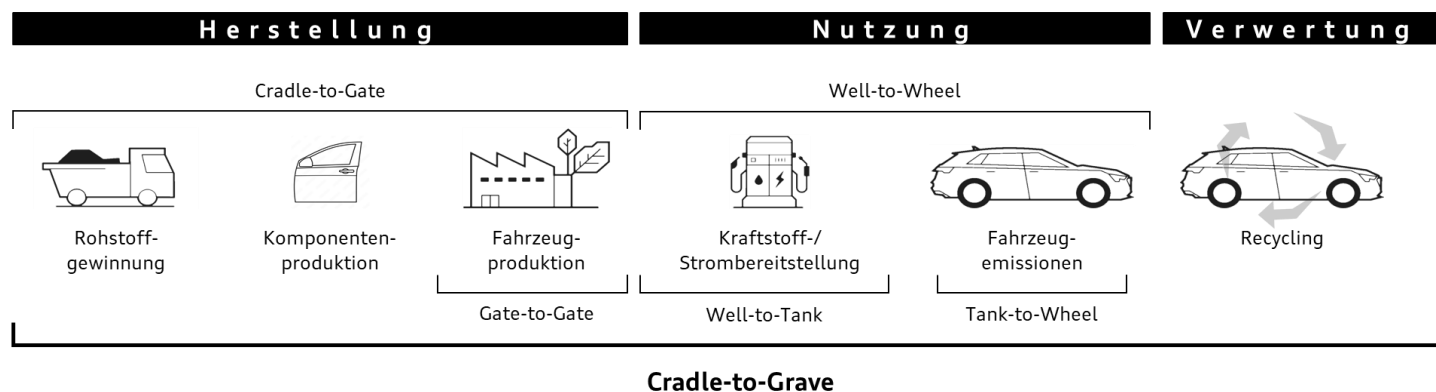 Herstellung
Nutzung
Verwertung
Cradle-to-Gate
Well-to-Wheel
Rohstoff-
gewinnung
Komponenten-
produktion
Fahrzeug-
produktion
Kraftstoff-/
Strombereitstellung
Fahrzeug-
emissionen
Recycling
Gate-to-Gate
Well-to-Tank
Tank-to-Wheel
Cradle-to-Grave